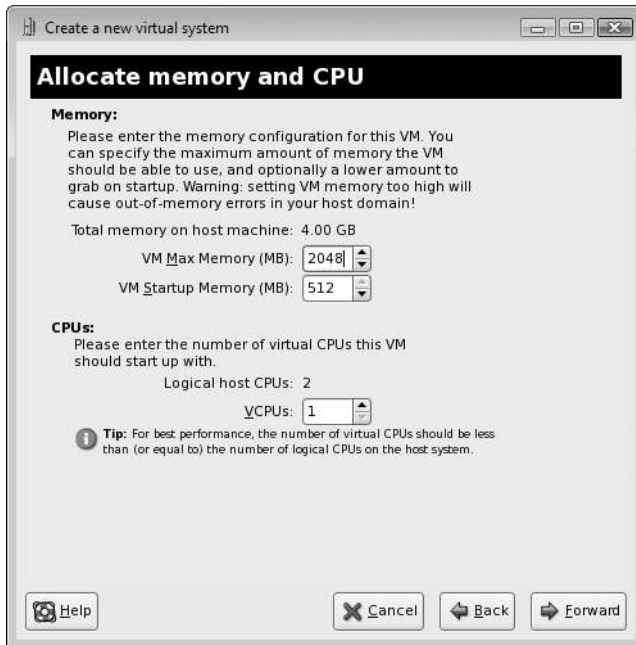 Create a new virtual system
Allocate memory and CPU
Memory:
Please enter the memory configuration for this VM. You
can specify the maximum amount of memory the VM
should be able to use, and optionally a lower amount to
grab on startup. Warning: setting VM memory too high will
cause out-of-memory errors in your host domain!
Total memory on host machine: 4.00 GB
VM Max Memory (MB): 2048
VM Startup Memory (MB): 512
CPUs:
Please enter the number of virtual CPUs this VM
should start up with.
Logical host CPUs: 2
VCPUs: 1
Tip: For best performance, the number of virtual CPUs should be less
than (or equal to) the number of logical CPUs on the host system.
Help Cancel Back Forward